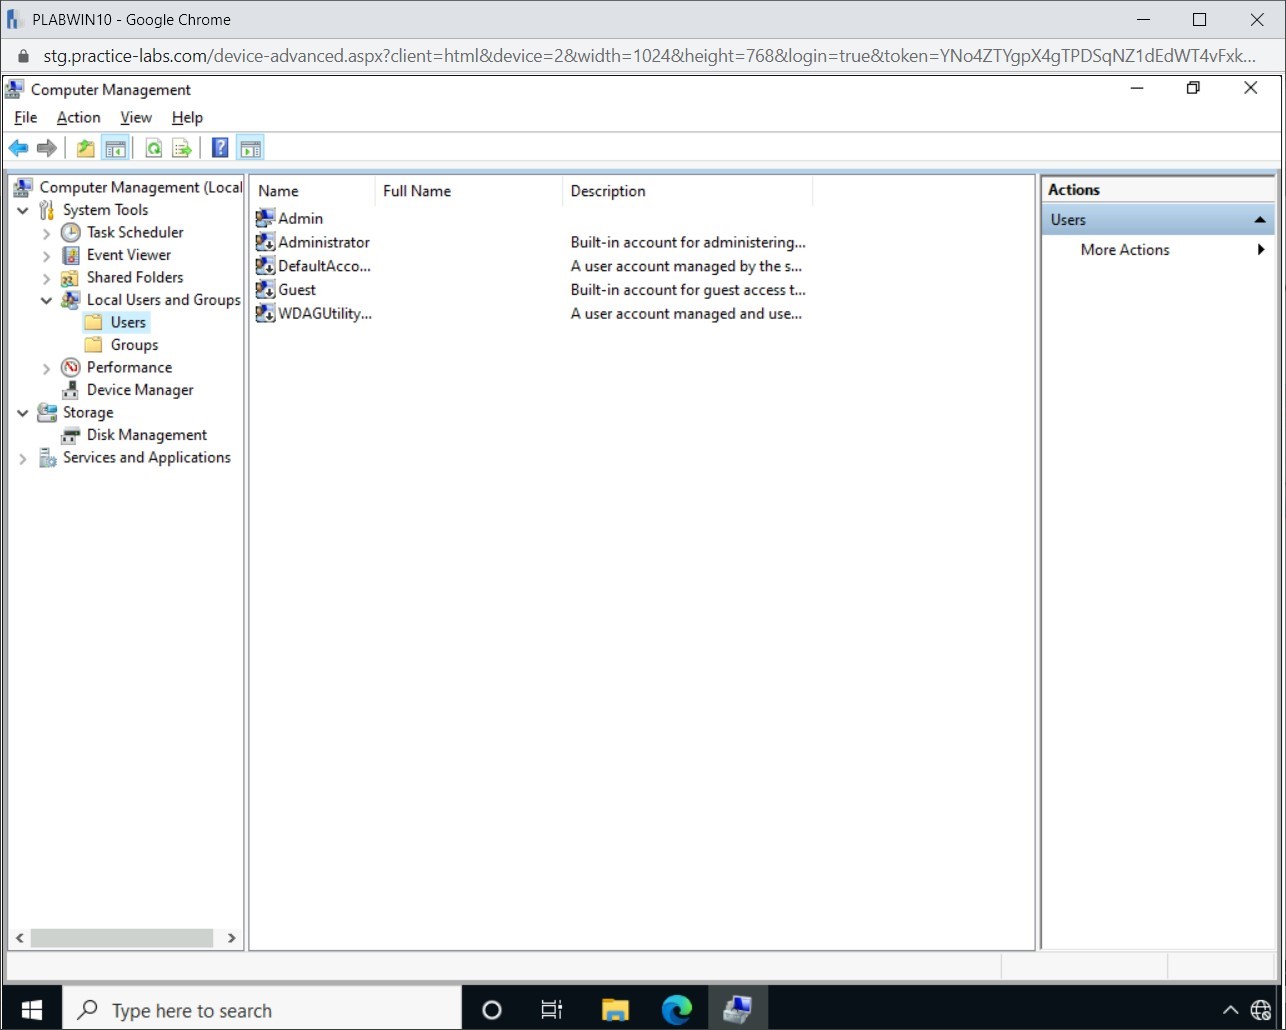 PLABWIN10 - Google Chrome
stg.practice-labs.com/device-advanced.aspx?client=html&device=2&width=1024&height=768&login=true&token=YNo4ZTYgpX4gTPDSqNZ1dEdWT4vFxk...
Computer Management
File Action View Help
Computer Management (Local
System Tools
Task Scheduler
Event Viewer
Shared Folders
Local Users and Groups
Users
Groups
Performance
Device Manager
Storage
Disk Management
Services and Applications
Name Full Name Description
Admin
Administrator Built-in account for administering...
DefaultAcco... A user account managed by the s...
Guest Built-in account for guest access t...
WDAGUtility... A user account managed and use...
Actions
Users
More Actions
Type here to search